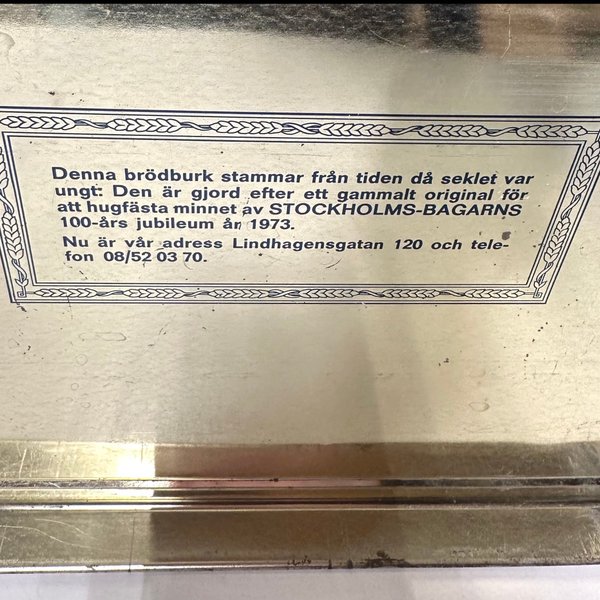 Denna brödburk stammar från tiden då seklet var
ungt: Den är gjord efter ett gammalt original för
att hugfästa minnet av STOCKHOLMS-BAGARNS
100-års jubileum år 1973.
Nu är vår adress Lindhagensgatan 120 och tele-
fon 08/52 03 70.